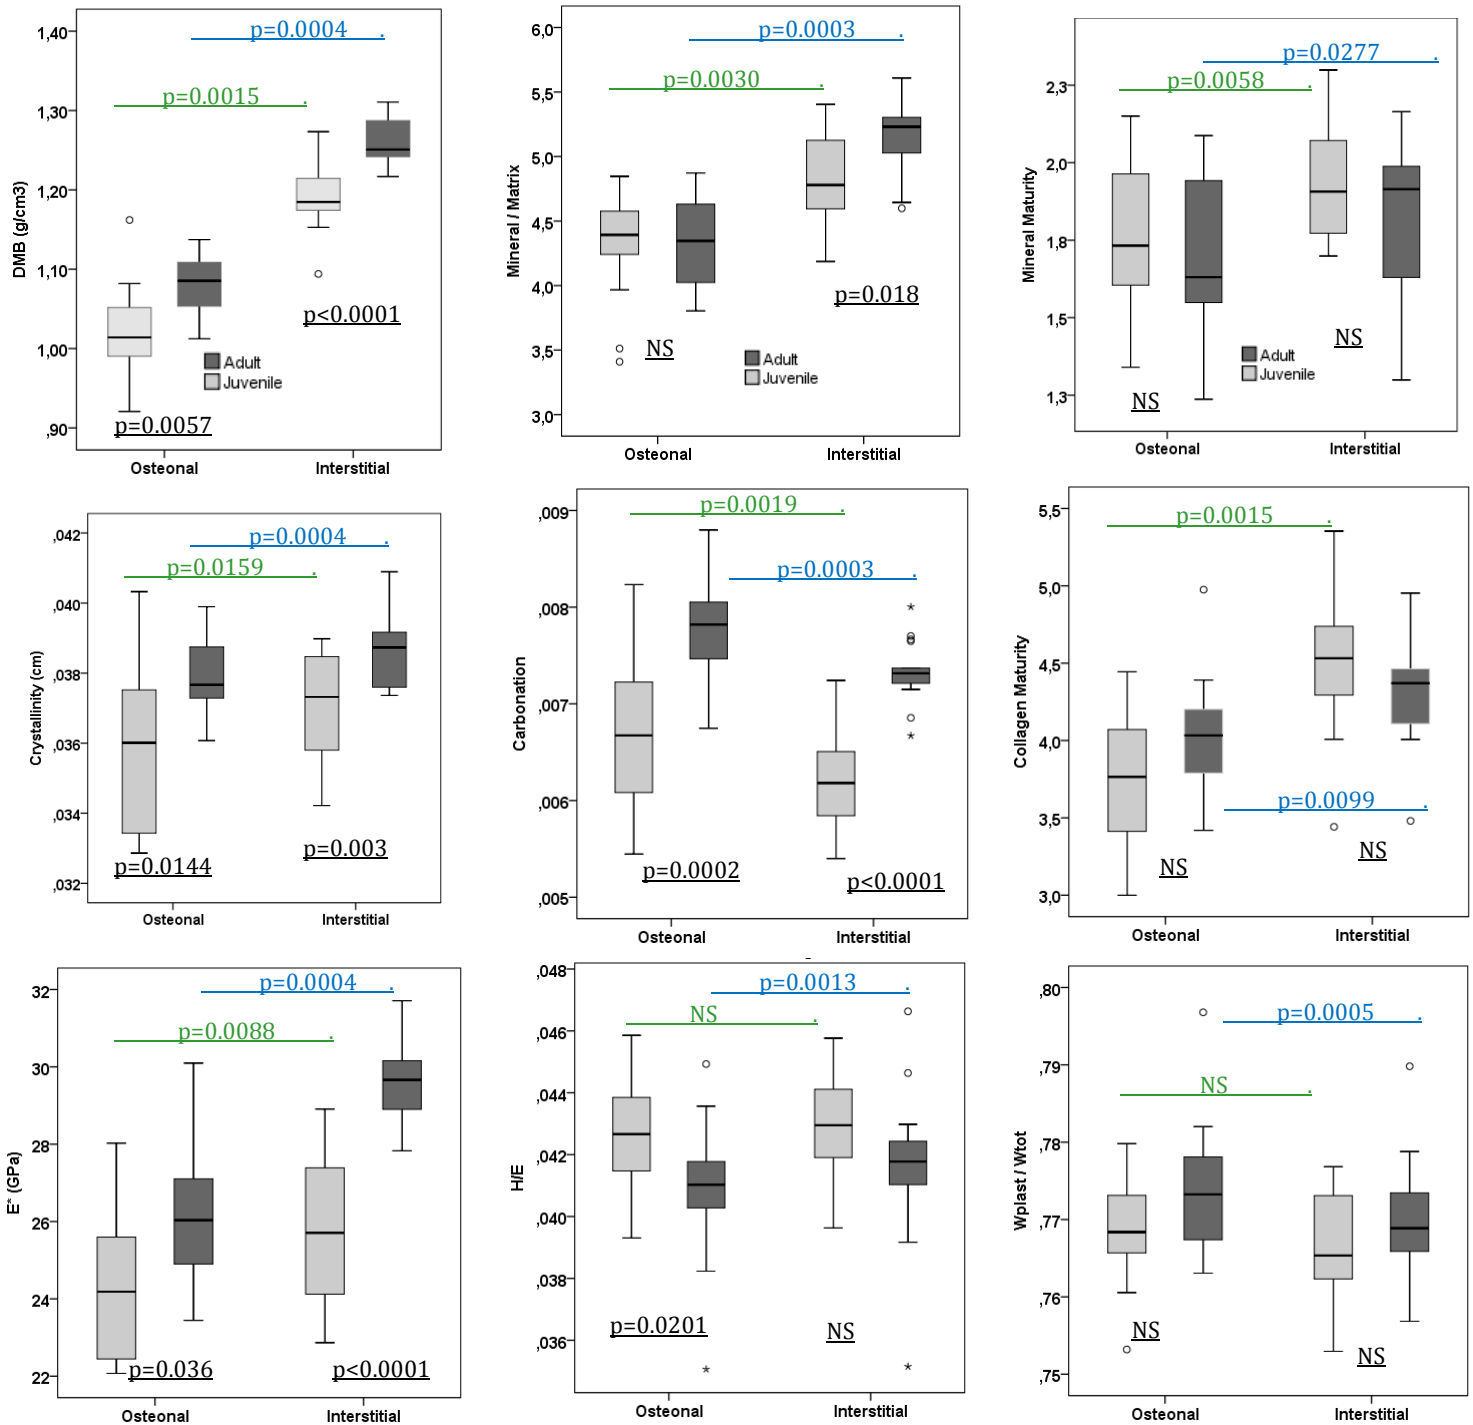 1,40
1,30
1,20
1,10
1,00
,90
DMB (g/cm3)
p=0.0004
p=0.0015
p<0.0001
p=0.0057
Adult
Juvenile
Osteonal
Interstitial
6,0
5,5
5,0
4,5
4,0
3,5
3,0
Mineral / Matrix
p=0.0003
p=0.0030
p=0.018
NS
Adult
Juvenile
Osteonal
Interstitial
2,3
2,0
1,8
1,5
1,3
Mineral Maturity
p=0.0277
p=0.0058
NS
NS
Adult
Juvenile
Osteonal
Interstitial
,042
,040
,038
,036
,034
,032
Crystallinity (cm)
p=0.0004
p=0.0159
p=0.003
p=0.0144
Osteonal
Interstitial
,009
,008
,007
,006
,005
Carbonation
p=0.0019
p=0.0003
p=0.0002
p<0.0001
Osteonal
Interstitial
5,5
5,0
4,5
4,0
3,5
3,0
Collagen Maturity
p=0.0015
p=0.0099
NS
NS
Osteonal
Interstitial
32
30
28
26
24
22
E* (GPa)
p=0.0004
p=0.0088
p=0.036
p<0.0001
Osteonal
Interstitial
,048
,046
,044
,042
,040
,038
,036
H/E
p=0.0013
NS
p=0.0201
NS
Osteonal
Interstitial
,80
,79
,78
,77
,76
,75
Wplast / Wtot
p=0.0005
NS
NS
NS
Osteonal
Interstitial